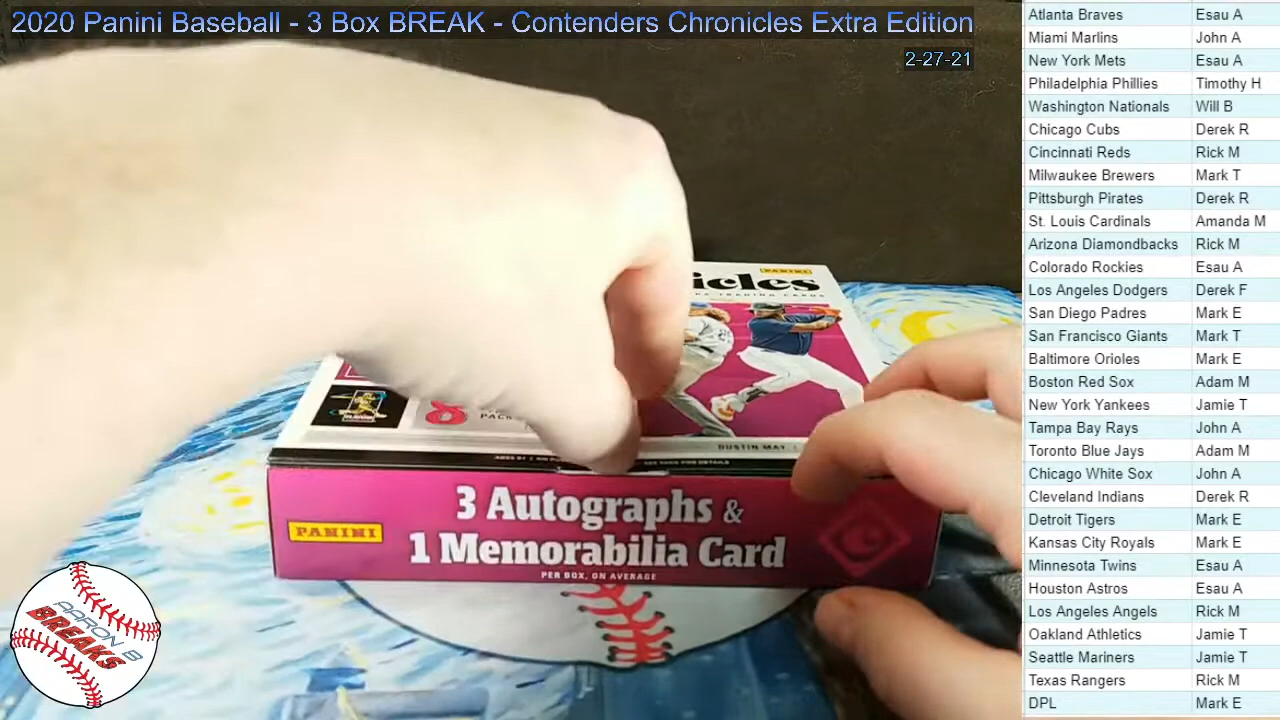 2020 Panini Baseball - 3 Box BREAK - Contenders Chronicles Extra Edition
2-27-21
Atlanta Braves Esau A
Miami Marlins John A
New York Mets Esau A
Philadelphia Phillies Timothy H
Washington Nationals Will B
Chicago Cubs Derek R
Cincinnati Reds Rick M
Milwaukee Brewers Mark T
Pittsburgh Pirates Derek R
St. Louis Cardinals Amanda M
Arizona Diamondbacks Rick M
Colorado Rockies Esau A
Los Angeles Dodgers Derek F
San Diego Padres Mark E
San Francisco Giants Mark T
Baltimore Orioles Mark E
Boston Red Sox Adam M
New York Yankees Jamie T
Tampa Bay Rays John A
Toronto Blue Jays Adam M
Chicago White Sox John A
Cleveland Indians Derek R
Detroit Tigers Mark E
Kansas City Royals Mark E
Minnesota Twins Esau A
Houston Astros Esau A
Los Angeles Angels Rick M
Oakland Athletics Jamie T
Seattle Mariners Jamie T
Texas Rangers Rick M
DPL Mark E
PANINI
icles
TRADING CARDS
8
PACK
DUSTIN MAY
3 Autographs &
1 Memorabilia Card
PER BOX, ON AVERAGE
PANINI
AARON B
BREAKS